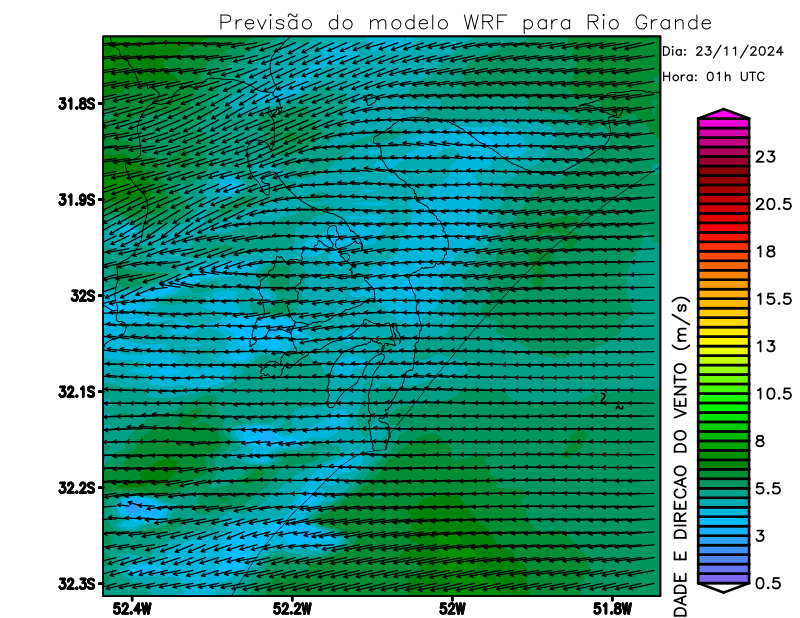 Previsão do modelo WRF para Rio Grande
Dia: 23/11/2024
Hora: 01h UTC
31.8S
31.9S
32S
32.1S
32.2S
32.3S
52.4W
52.2W
52W
51.8W
23
20.5
18
15.5
13
10.5
8
5.5
3
0.5
DADE E DIRECAO DO VENTO (m/s)